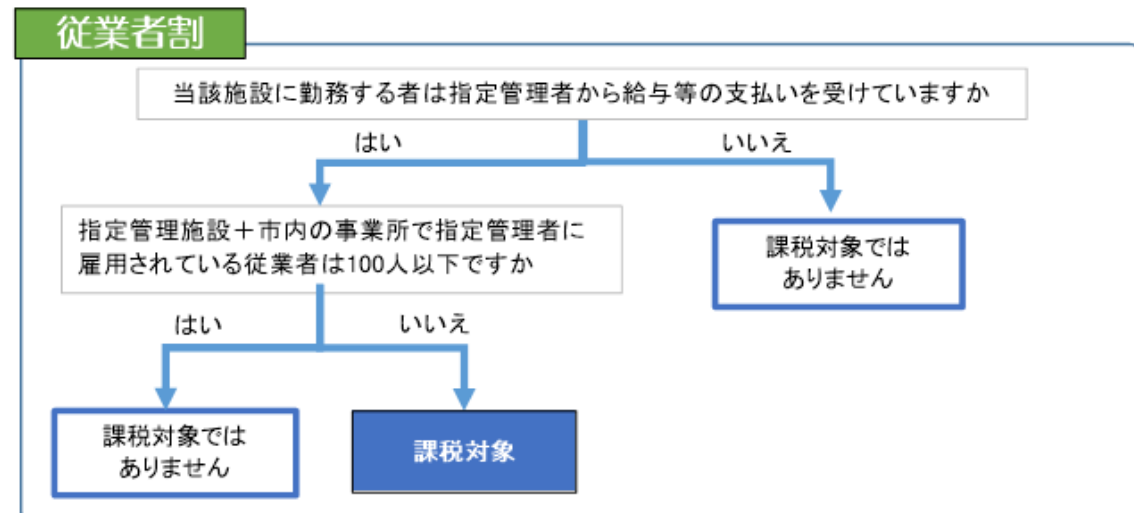 従業者割
当該施設に勤務する者は指定管理者から給与等の支払いを受けていますか
はい
いいえ
指定管理施設＋市内の事業所で指定管理者に
雇用されている従業者は100人以下ですか
課税対象では
ありません
はい
いいえ
課税対象では
ありません
課税対象